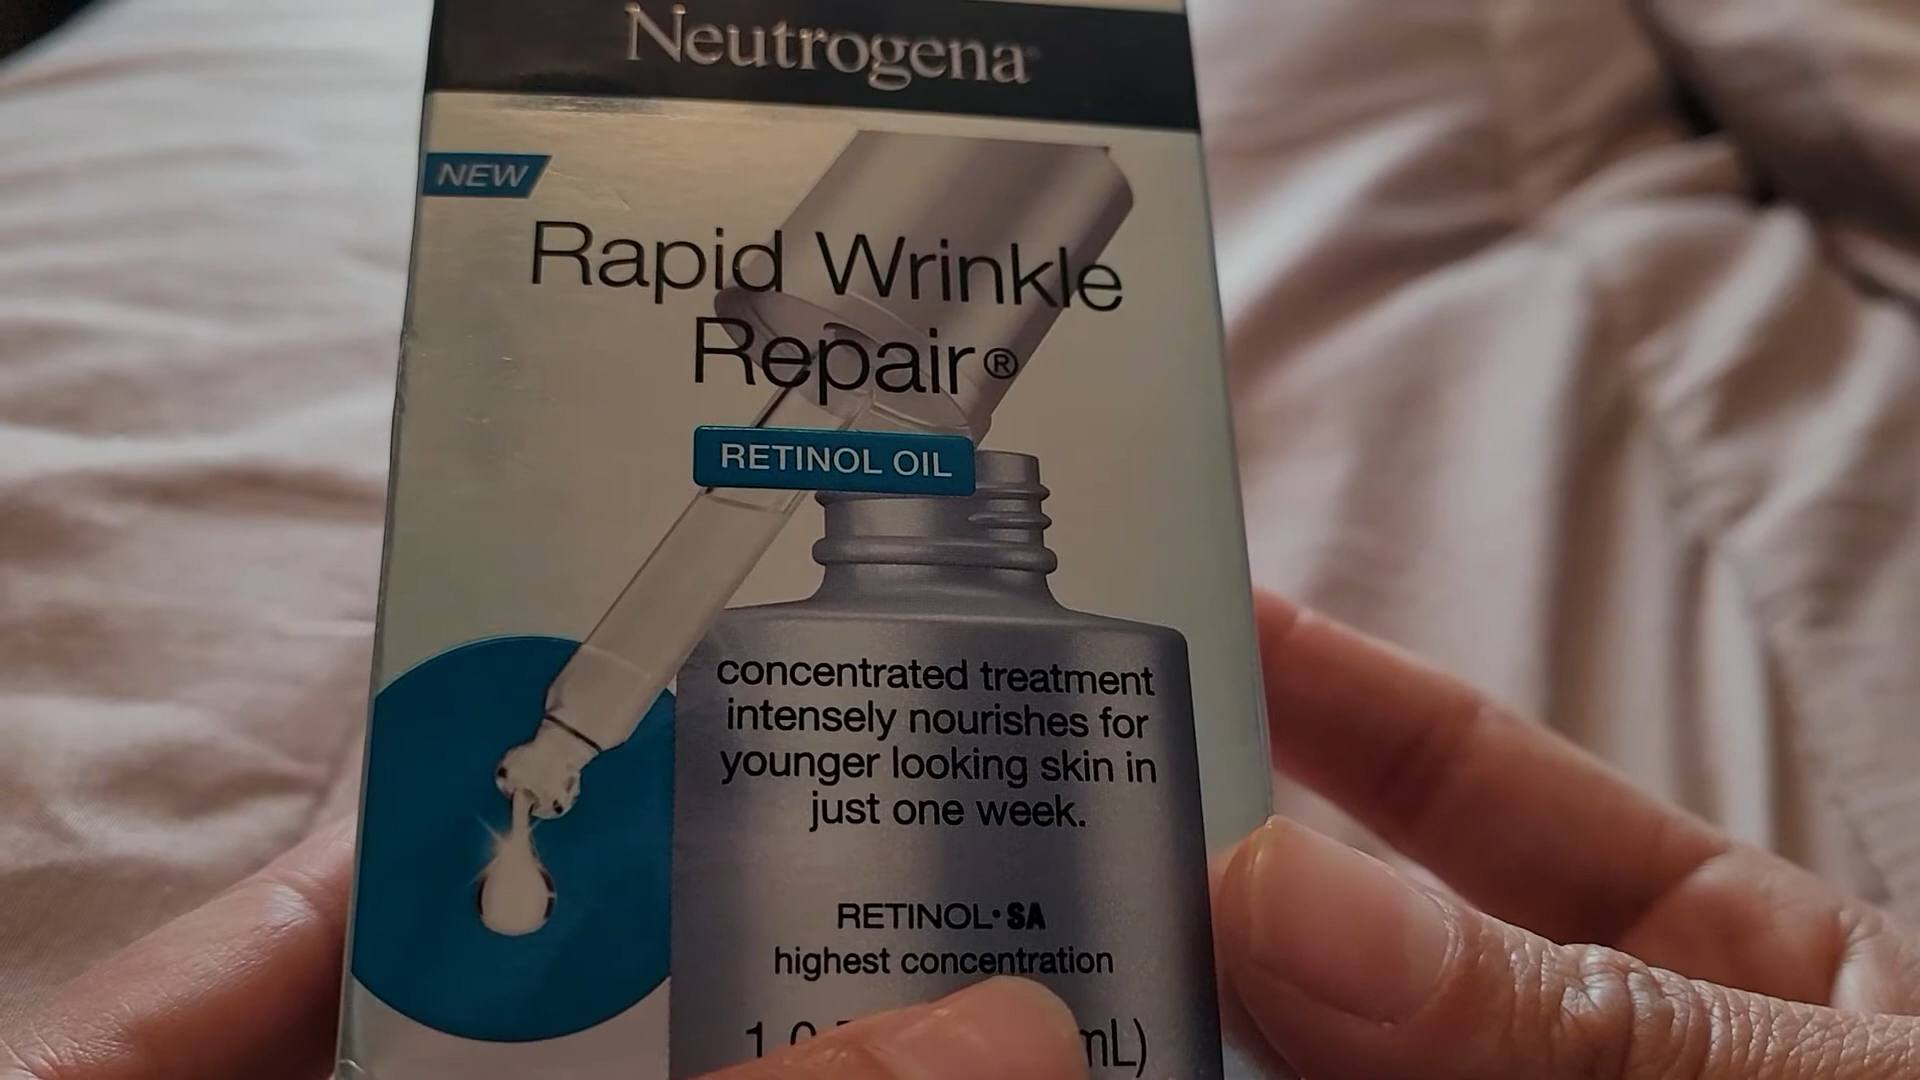 Neutrogena
NEW
Rapid Wrinkle
Repair®
RETINOL OIL
concentrated treatment
intensely nourishes for
younger looking skin in
just one week.
RETINOL·SA
highest concentration
mL)